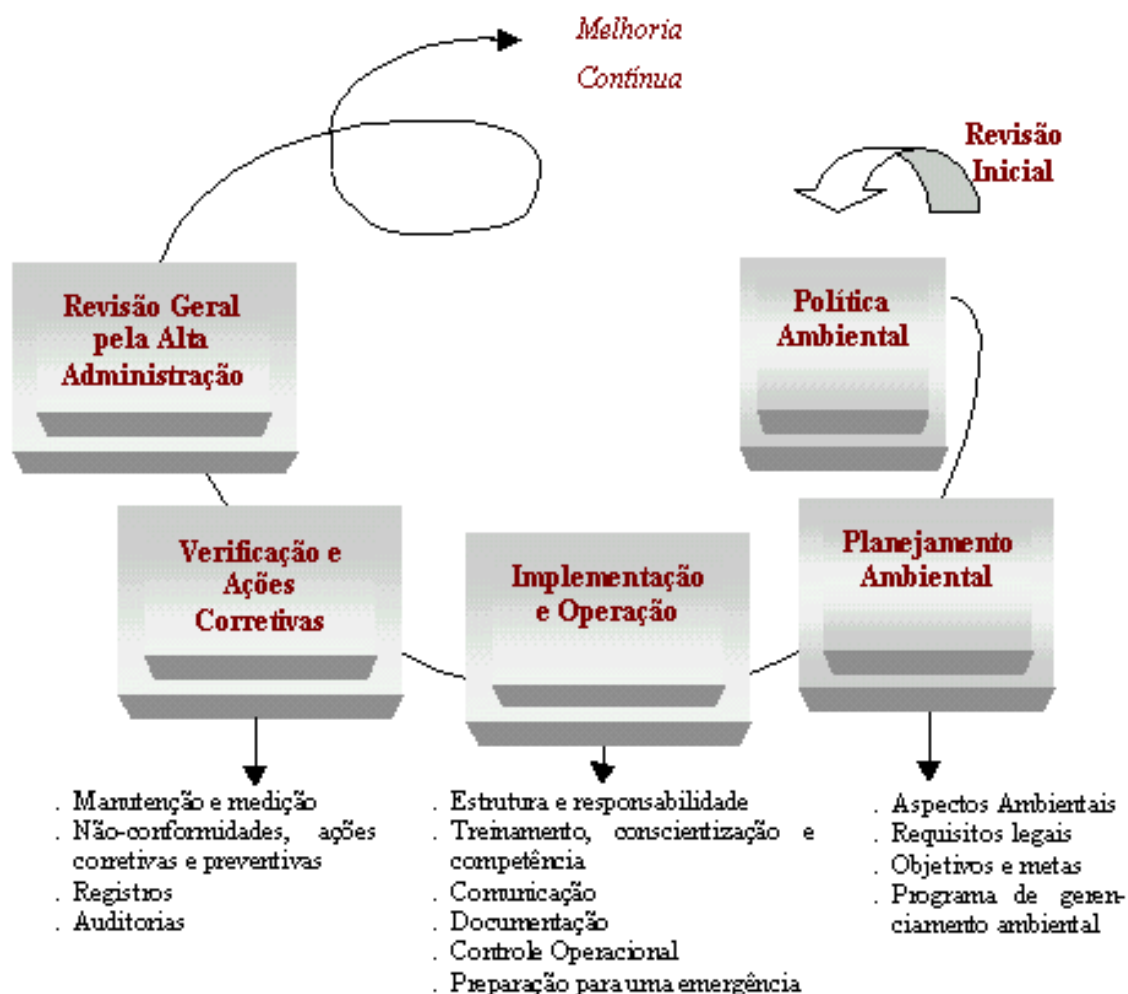 Melhoria
Contínua
Revisão
Inicial
Revisão Geral
pela Alta
Administração
Política
Ambiental
Verificação e
Ações
Corretivas
Implementação
e Operação
Planejamento
Ambiental
. Manutenção e medição
. Não-conformidades, ações
corretivas e preventivas
. Registros
. Auditorias
. Estrutura e responsabilidade
. Treinamento, conscientização e
competência
. Comunicação
. Documentação
. Controle Operacional
. Preparação para uma emergência
. Aspectos Ambientais
. Requisitos legais
. Objetivos e metas
. Programa de geren-
ciamento ambiental